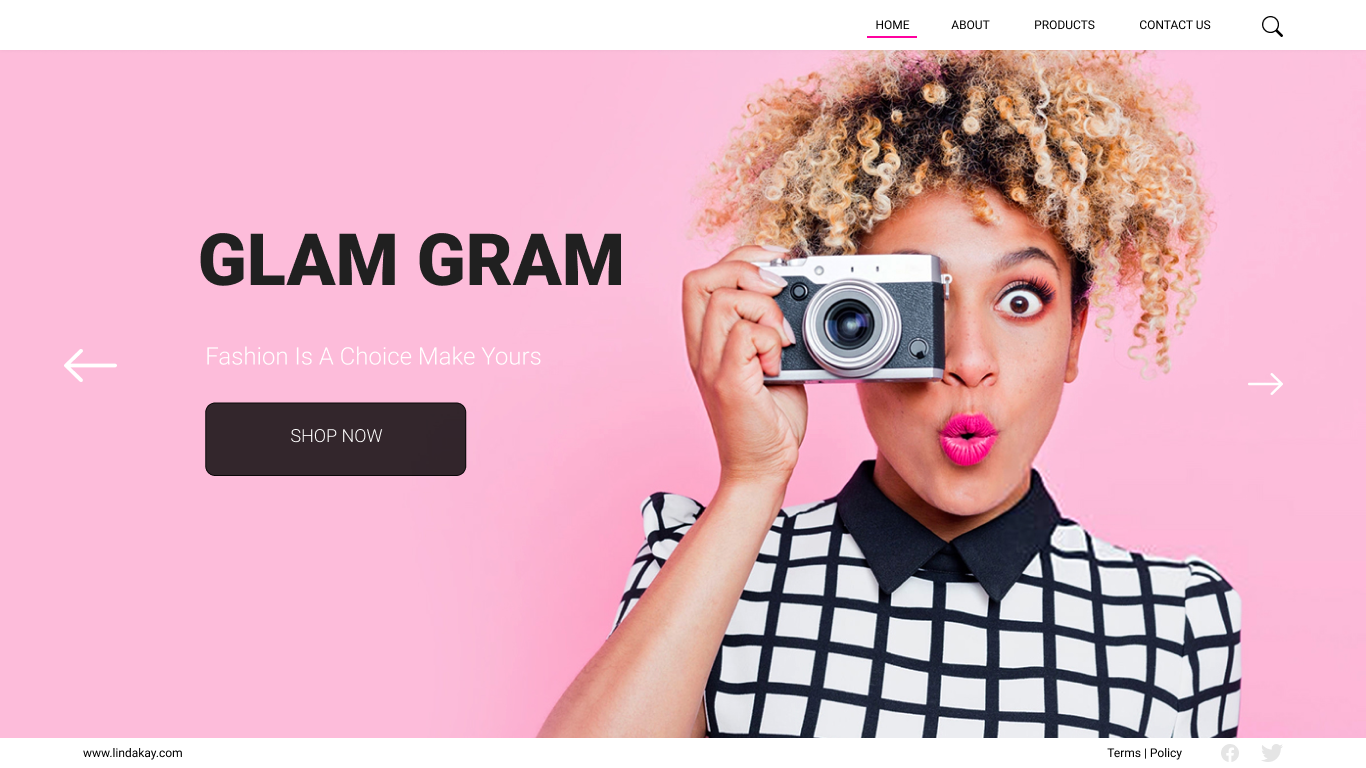 HOME ABOUT PRODUCTS CONTACT US
GLAM GRAM
Fashion Is A Choice Make Yours
SHOP NOW
www.lindakay.com
Terms | Policy